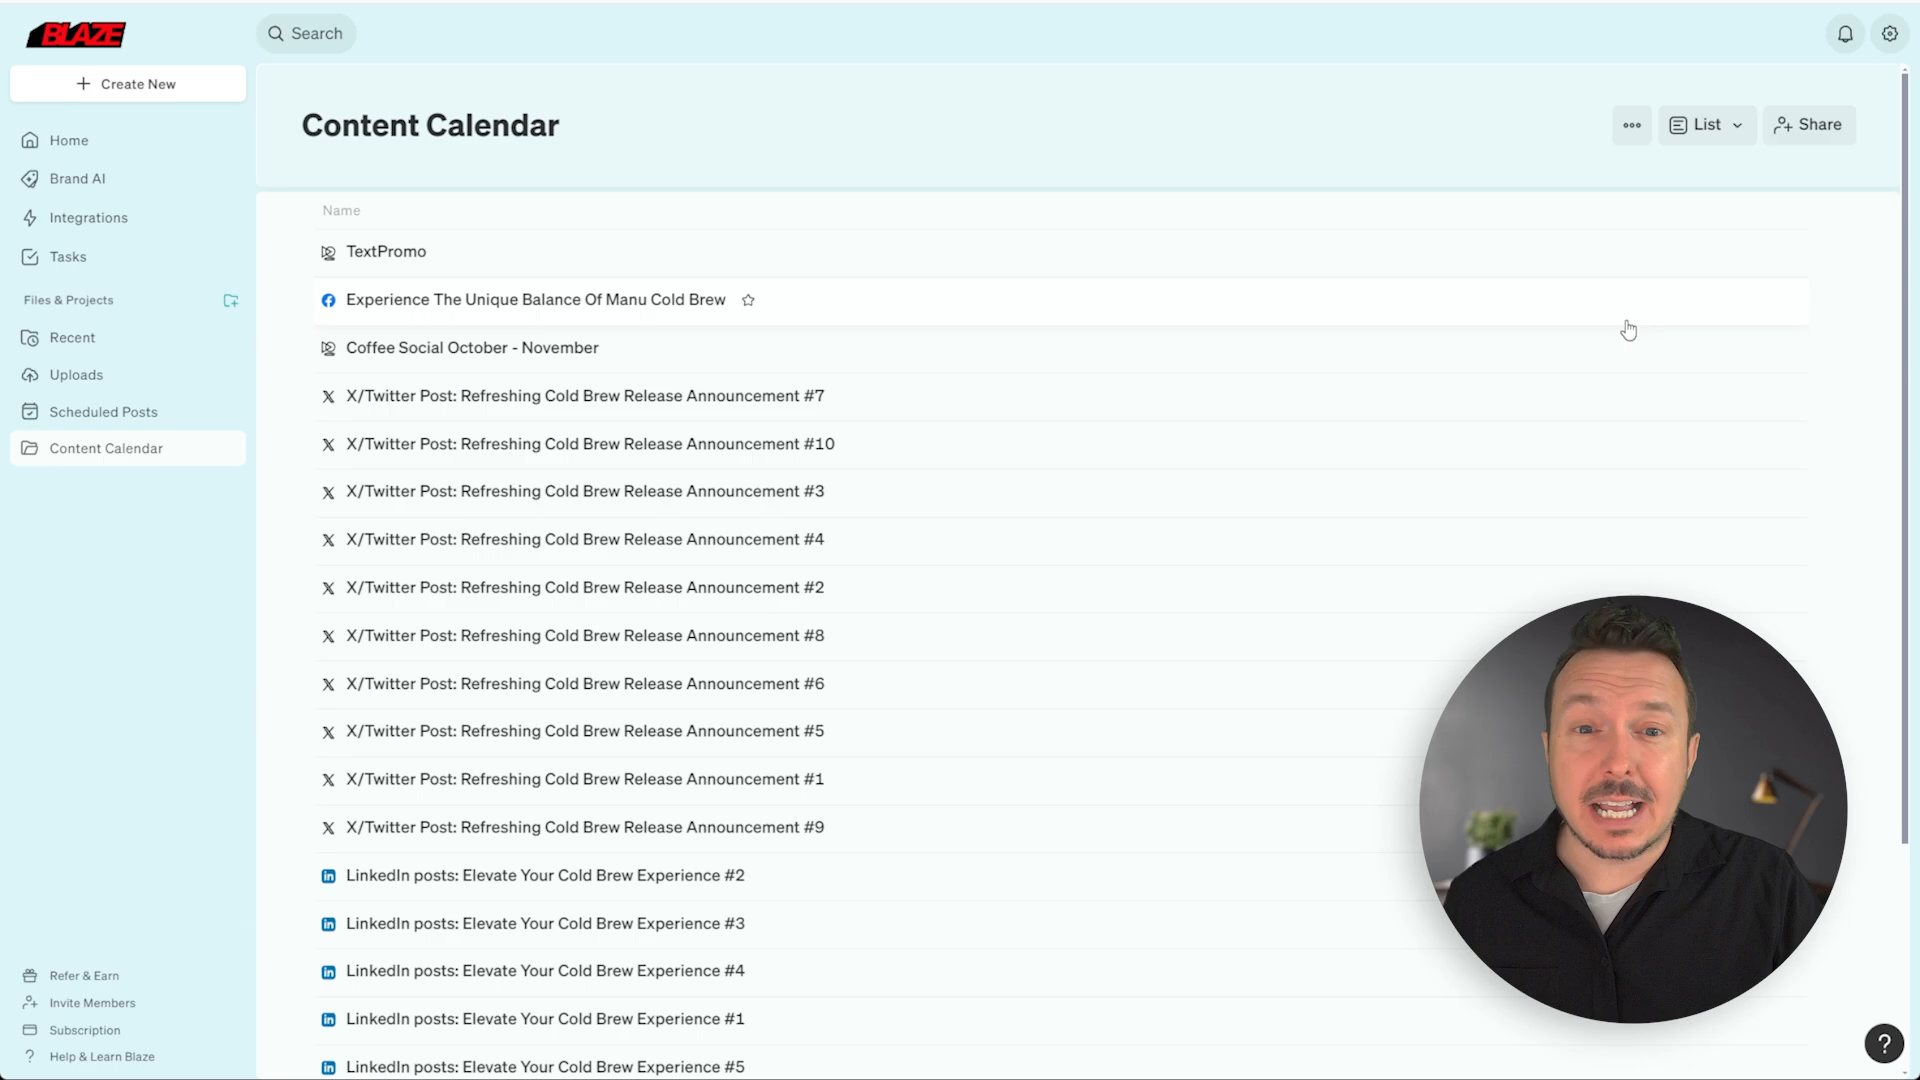 BLAZE
Search
Create New
Home
Brand AI
Integrations
Tasks
Files & Projects
Recent
Uploads
Scheduled Posts
Content Calendar
Refer & Earn
Invite Members
Subscription
? Help & Learn Blaze
Content Calendar
List
Share
Name
TextPromo
Experience The Unique Balance Of Manu Cold Brew
Coffee Social October - November
X/Twitter Post: Refreshing Cold Brew Release Announcement #7
X/Twitter Post: Refreshing Cold Brew Release Announcement #10
X/Twitter Post: Refreshing Cold Brew Release Announcement #3
X/Twitter Post: Refreshing Cold Brew Release Announcement #4
X/Twitter Post: Refreshing Cold Brew Release Announcement #2
X/Twitter Post: Refreshing Cold Brew Release Announcement #8
X/Twitter Post: Refreshing Cold Brew Release Announcement #6
X/Twitter Post: Refreshing Cold Brew Release Announcement #5
X/Twitter Post: Refreshing Cold Brew Release Announcement #1
X/Twitter Post: Refreshing Cold Brew Release Announcement #9
in LinkedIn posts: Elevate Your Cold Brew Experience #2
in LinkedIn posts: Elevate Your Cold Brew Experience #3
in LinkedIn posts: Elevate Your Cold Brew Experience #4
in LinkedIn posts: Elevate Your Cold Brew Experience #1
in LinkedIn posts: Elevate Your Cold Brew Experience #5
?